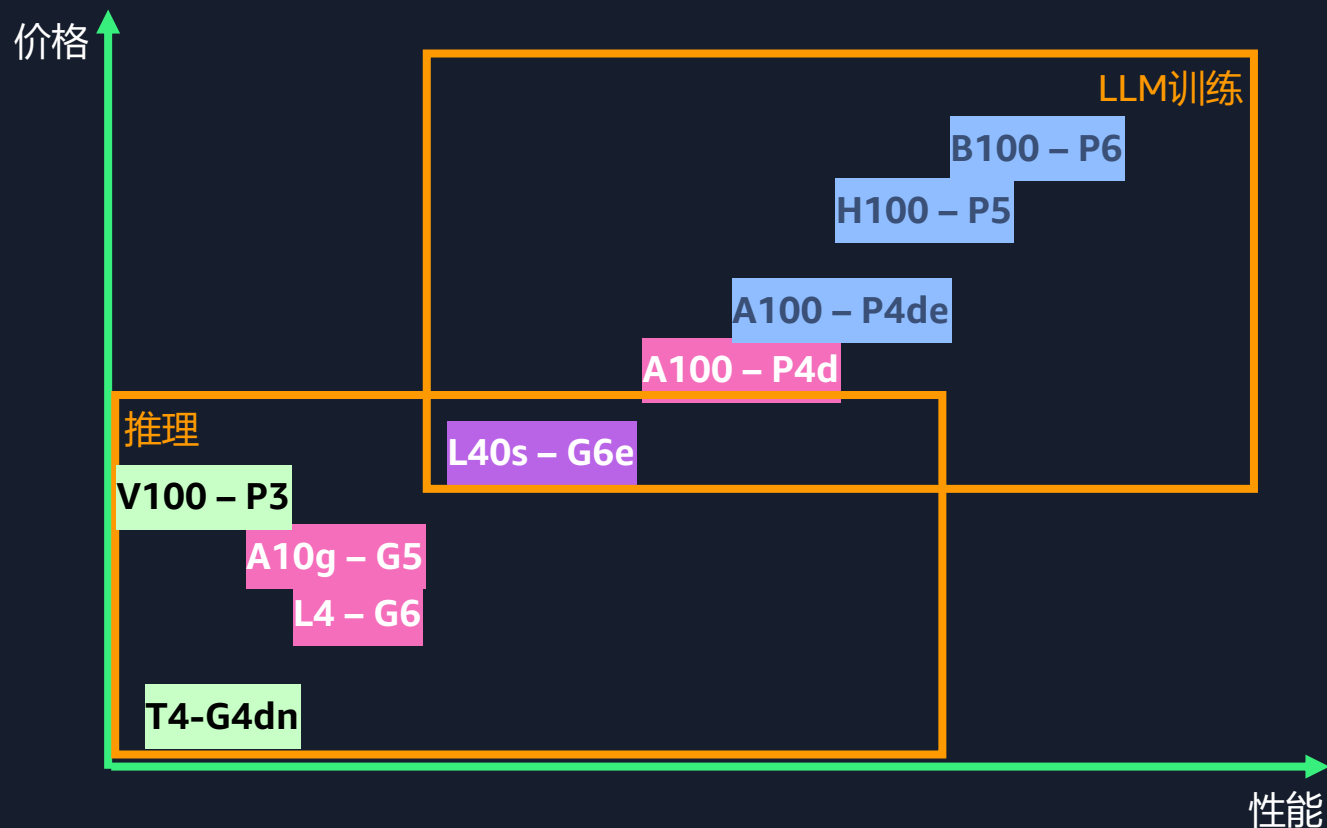 价格
LLM训练
B100 – P6
H100 – P5
A100 – P4de
A100 – P4d
推理
L40s – G6e
V100 – P3
A10g – G5
L4 – G6
T4-G4dn
性能